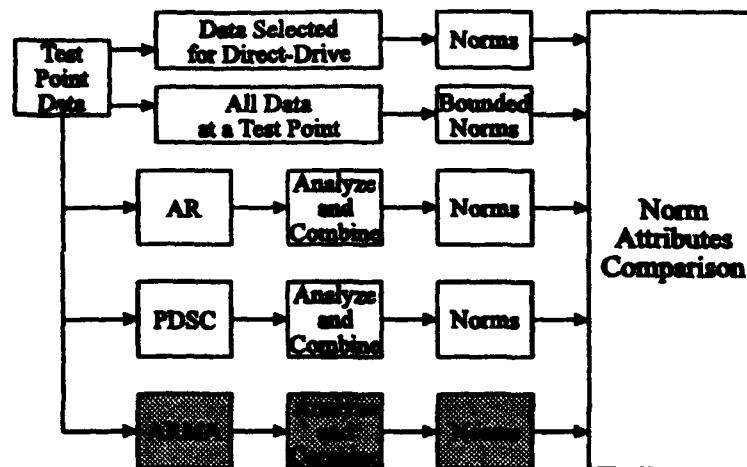 Test
Point
Data
Data Selected
for Direct-Drive
Norms
All Data
at a Test Point
Bounded
Norms
AR
Analyze
and
Combine
Norms
PDSC
Analyze
and
Combine
Norms
and
Norm
Attributes
Comparison